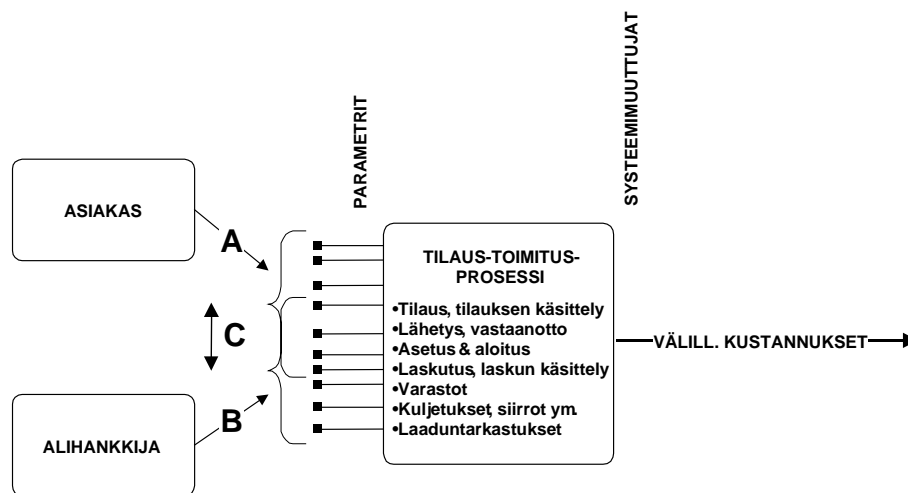 PARAMETRIT
SYSTEEMIMUUTTUJAT
ASIAKAS
A
C
B
ALIHANKKIJA
TILAUS-TOIMITUS-
PROSESSI
•Tilaus, tilauksen käsittely
•Lähetys, vastaanotto
•Asetus & aloitus
•Laskutus, laskun käsittely
•Varastot
•Kuljetukset, siirrot ym.
•Laaduntarkastukset
VÄLILL. KUSTANNUKSET